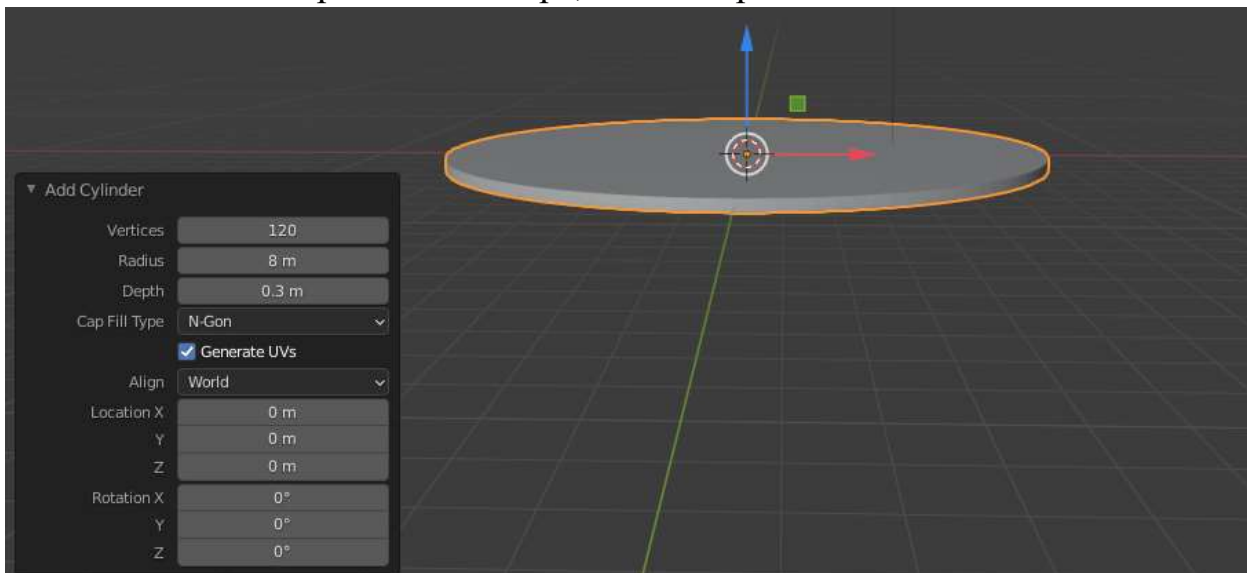 Add Cylinder
Vertices 120
Radius 8 m
Depth 0.3 m
Cap Fill Type N-Gon
Generate UVs
Align World
Location X 0 m
Y 0 m
Z 0 m
Rotation X 0°
Y 0°
Z 0°